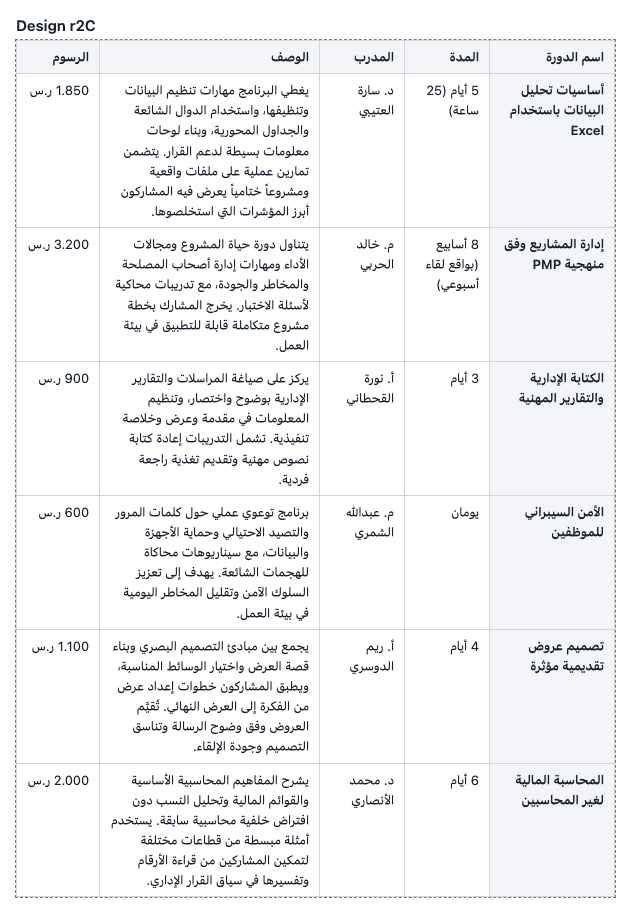 Design r2C
اسم الدورة
المدة
المدرب
الوصف
الرسوم
أساسيات تحليل
البيانات باستخدام
Excel
5 أيام (25
ساعة)
د. سارة
العتيبي
يغطي البرنامج مهارات تنظيم البيانات
وتنظيفها، واستخدام الدوال الشائعة
والجداول المحورية، وبناء لوحات
معلومات بسيطة لدعم القرار. يتضمن
تمارين عملية على ملفات واقعية
ومشروعاً ختامياً يعرض فيه المشاركون
أبرز المؤشرات التي استخلصوها.
1.850 ر.س
إدارة المشاريع وفق
منهجية PMP
8 أسابيع
(بواقع لقاء
أسبوعي)
م. خالد
الحربي
يتناول دورة حياة المشروع ومجالات
الأداء ومهارات إدارة أصحاب المصلحة
والمخاطر والجودة، مع تدريبات محاكية
لأسئلة الاختبار. يخرج المشارك بخطة
مشروع متكاملة قابلة للتطبيق في بيئة
العمل.
3.200 ر.س
الكتابة الإدارية
والتقارير المهنية
3 أيام
أ. نورة
القحطاني
يركز على صياغة المراسلات والتقارير
الإدارية بوضوح واختصار، وتنظيم
المعلومات في مقدمة وعرض وخلاصة
تنفيذية. تشمل التدريبات إعادة كتابة
نصوص مهنية وتقديم تغذية راجعة
فردية.
900 ر.س
الأمن السيبراني
للموظفين
يومان
م. عبدالله
الشمري
برنامج توعوي عملي حول كلمات المرور
والتصيد الاحتيالي وحماية الأجهزة
والبيانات، مع سيناريوهات محاكاة
للهجمات الشائعة. يهدف إلى تعزيز
السلوك الآمن وتقليل المخاطر اليومية
في بيئة العمل.
600 ر.س
تصميم عروض
تقديمية مؤثرة
4 أيام
أ. ريم
الدوسري
يجمع بين مبادئ التصميم البصري وبناء
قصة العرض واختيار الوسائط المناسبة،
ويطبق المشاركون خطوات إعداد عرض
من الفكرة إلى العرض النهائي. تُقيَّم
العروض وفق وضوح الرسالة وتناسق
التصميم وجودة الإلقاء.
1.100 ر.س
المحاسبة المالية
لغير المحاسبين
6 أيام
د. محمد
الأنصاري
يشرح المفاهيم المحاسبية الأساسية
والقوائم المالية وتحليل النسب دون
افتراض خلفية محاسبية سابقة. يستخدم
أمثلة مبسطة من قطاعات مختلفة
لتمكين المشاركين من قراءة الأرقام
وتفسيرها في سياق القرار الإداري.
2.000 ر.س